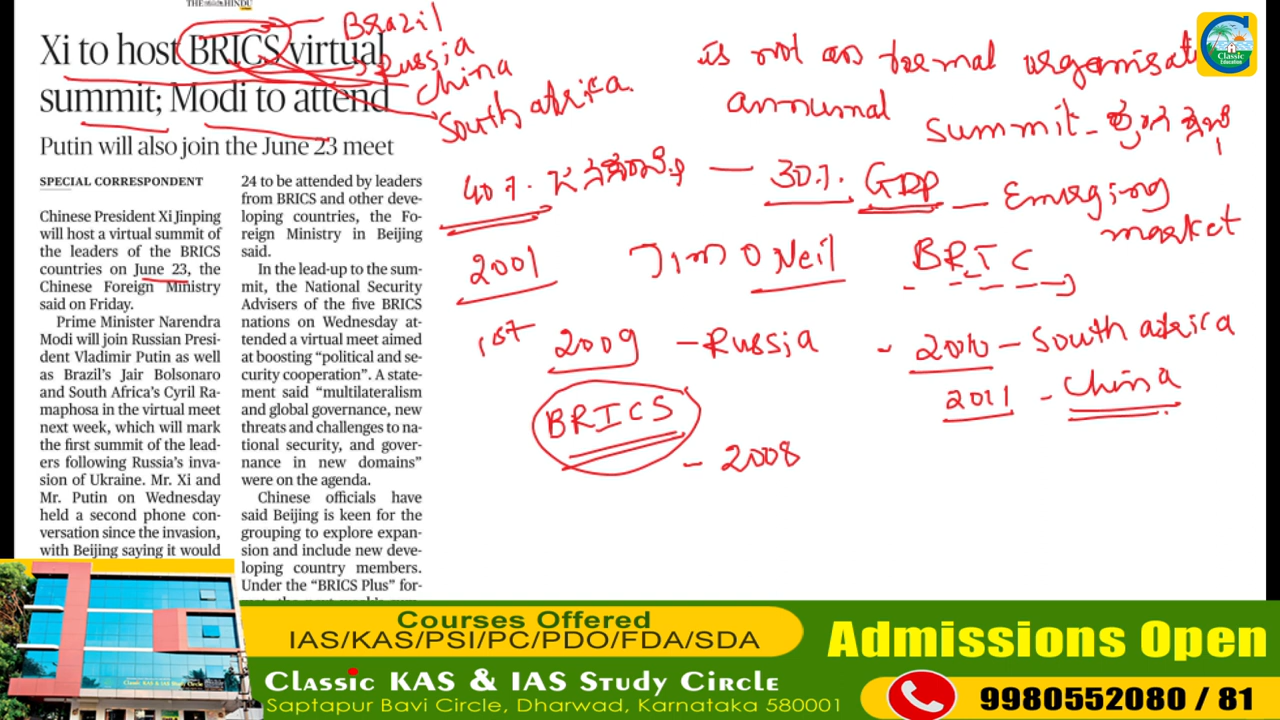 THE HINDU
Xi to host BRICS virtual
summit; Modi to attend
Putin will also join the June 23 meet
SPECIAL CORRESPONDENT
Chinese President Xi Jinping
will host a virtual summit of
the leaders of the BRICS
countries on June 23, the
Chinese Foreign Ministry
said on Friday.
Prime Minister Narendra
Modi will join Russian Presi-
dent Vladimir Putin as well
as Brazil's Jair Bolsonaro
and South Africa's Cyril Ra-
maphosa in the virtual meet
next week, which will mark
the first summit of the lead-
ers following Russia's inva-
sion of Ukraine. Mr. Xi and
Mr. Putin on Wednesday
held a second phone con-
versation since the invasion,
with Beijing saying it would
24 to be attended by leaders
from BRICS and other deve-
loping countries, the Fo-
reign Ministry in Beijing
said.
In the lead-up to the sum-
mit, the National Security
Advisers of the five BRICS
nations on Wednesday at-
tended a virtual meet aimed
at boosting "political and se-
curity cooperation". A state-
ment said "multilateralism
and global governance, new
threats and challenges to na-
tional security, and gover-
nance in new domains"
were on the agenda.
Chinese officials have
said Beijing is keen for the
grouping to explore expan-
sion and include new deve-
loping country members.
Under the "BRICS Plus" for-
Brazil
Russia
China
South africa
is not an formal organisati
annual
summit -
40%. ಜನಸಂಖ್ಯೆ — 30%. GDP — Emerging
market
2001 Jim O Neil BRIC
1st 2009 - Russia - 2010 - South africa
2011 - China
BRICS
- 2008
Classic
Education
Courses Offered
IAS/KAS/PSI/PC/PDO/FDA/SDA
Classic KAS & IAS Study Circle
Saptapur Bavi Circle, Dharwad, Karnataka 580001
Admissions Open
9980552080 / 81